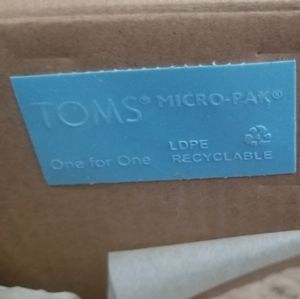 TOMS® MICRO-PAK®
LDPE
One for One RECYCLABLE